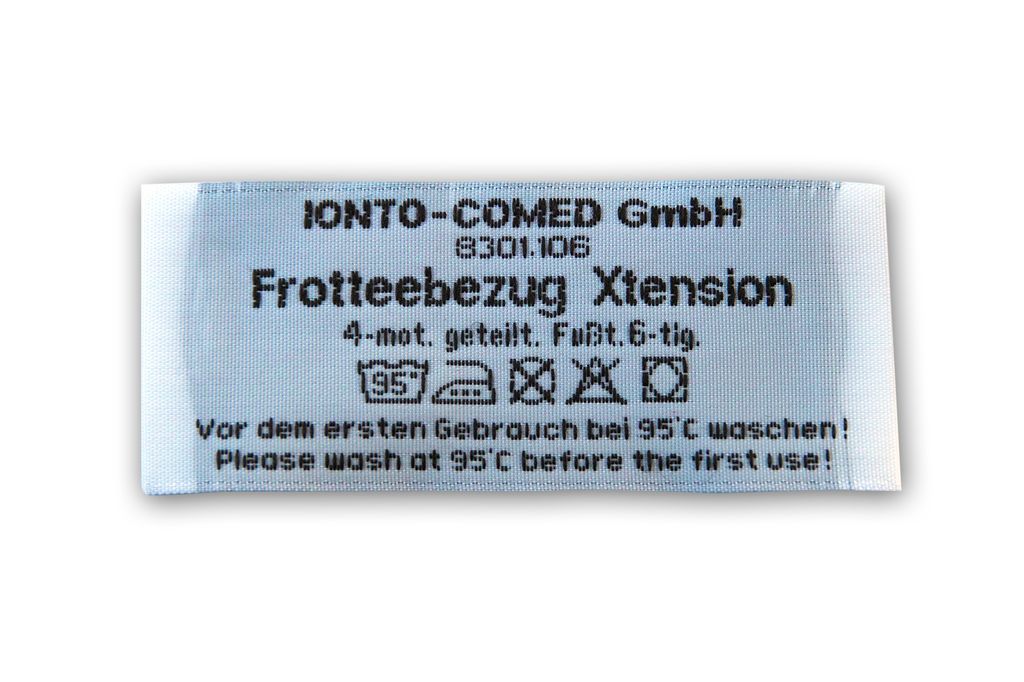 IONTO-COMED GmbH
8301.106
Frotteebezug Xtension
4-mot. geteilt. Fußt. 6-tlg.
95°
Vor dem ersten Gebrauch bei 95°C waschen!
Please wash at 95°C before the first use!